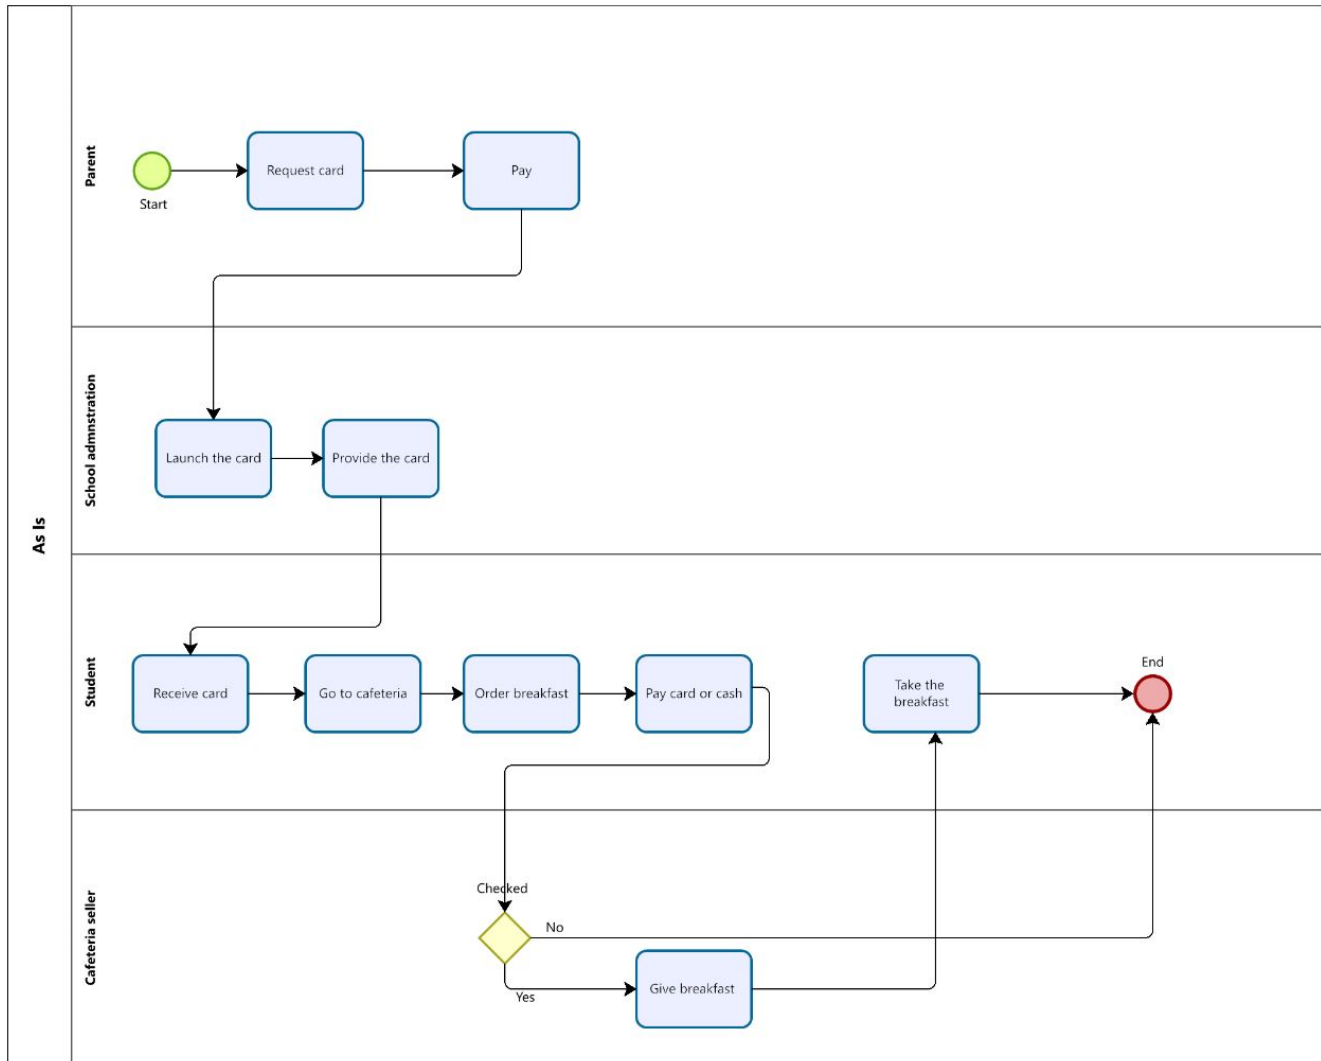 As Is
Parent
Start
Request card
Pay
School admnstration
Launch the card
Provide the card
Student
Receive card
Go to cafeteria
Order breakfast
Pay card or cash
Take the
breakfast
End
Cafeteria seller
Checked
No
Yes
Give breakfast